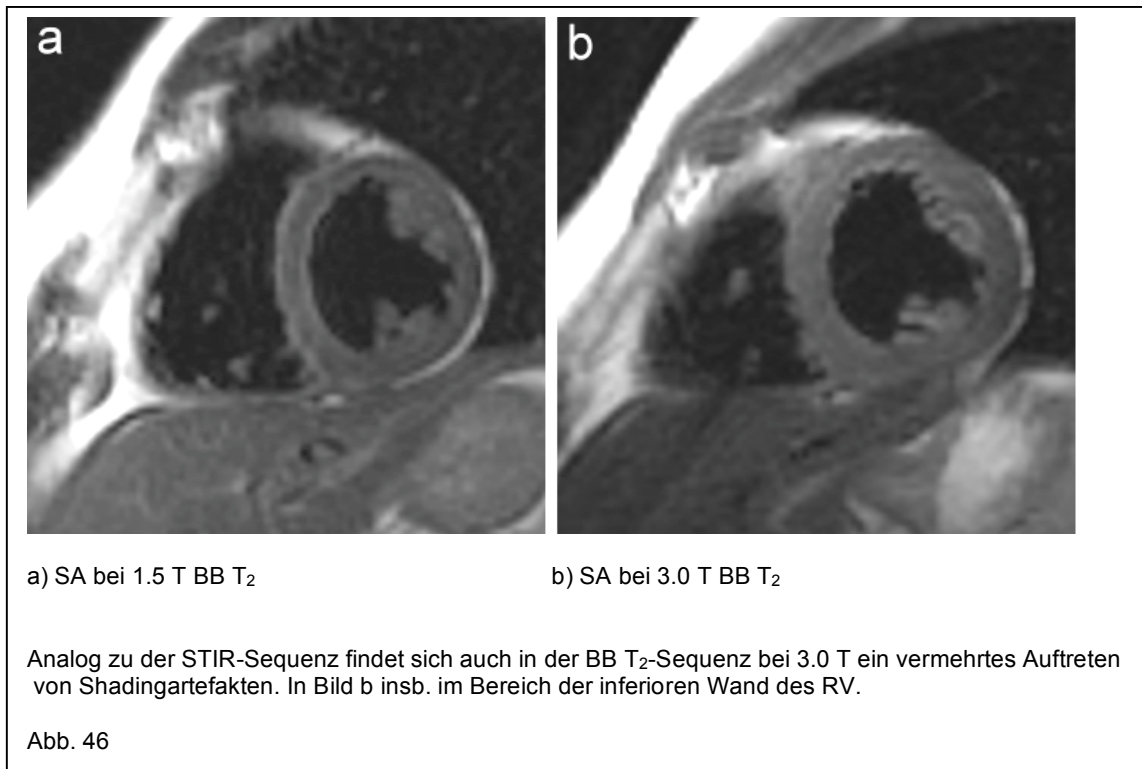 a
b
a) SA bei 1.5 T BB T₂
b) SA bei 3.0 T BB T₂
Analog zu der STIR-Sequenz findet sich auch in der BB T₂-Sequenz bei 3.0 T ein vermehrtes Auftreten
von Shadingartefakten. In Bild b insb. im Bereich der inferioren Wand des RV.
Abb. 46